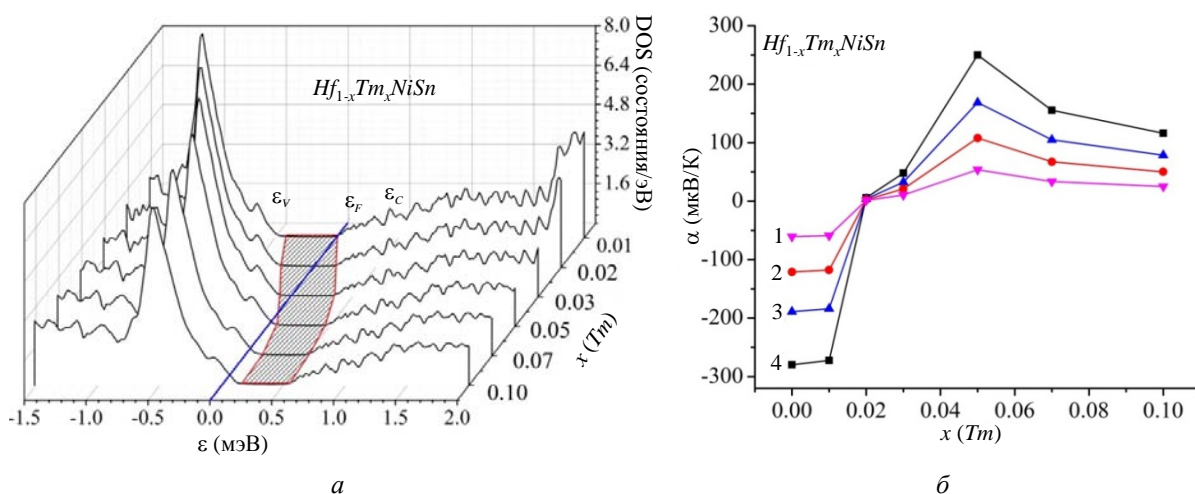 8.0
6.4
4.8
3.2
1.6
DOS (состояния/эВ)
Hf1-xTmxNiSn
εV
εF
εC
0.01
0.02
0.03
0.05
0.07
0.10
x (Tm)
-1.5 -1.0 -0.5 0.0 0.5 1.0 1.5 2.0
ε (мэВ)
а
Hf1-xTmxNiSn
300
200
100
0
-100
-200
-300
α (мкВ/К)
1
2
3
4
0.00 0.02 0.04 0.06 0.08 0.10
x (Tm)
б